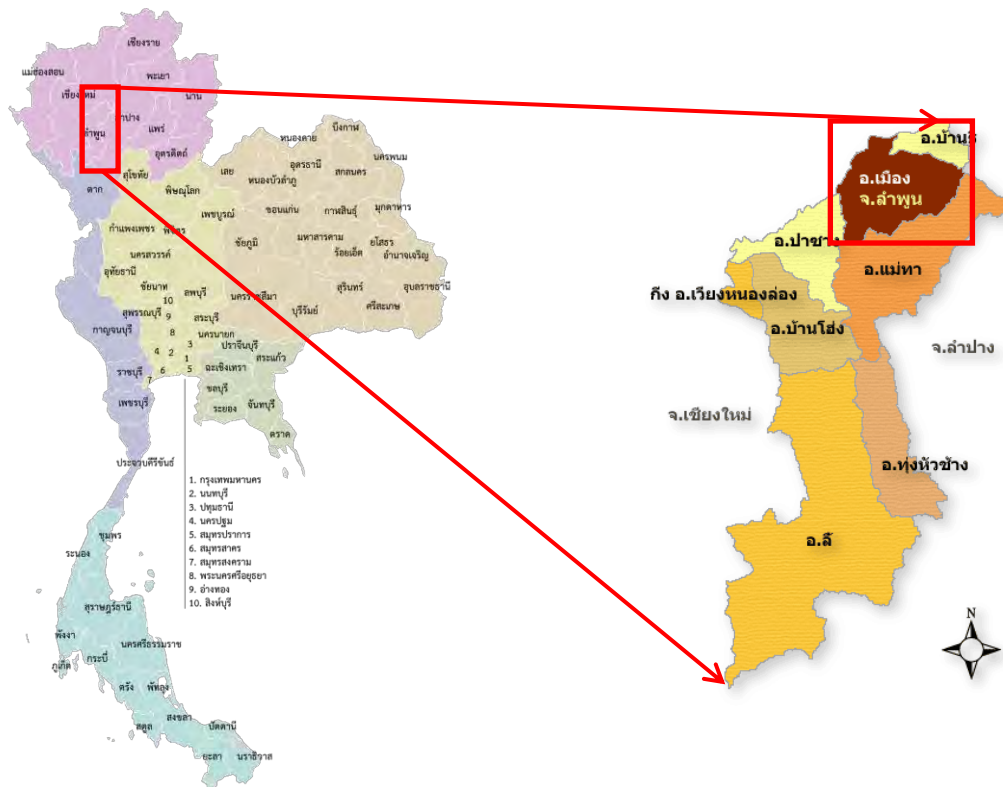 เชียงราย
แม่ฮ่องสอน
พะเยา
เชียงใหม่
น่าน
ลำปาง
ลำพูน
แพร่
อุตรดิตถ์
สุโขทัย
ตาก
พิษณุโลก
กำแพงเพชร
พิจิตร
เพชรบูรณ์
นครสวรรค์
อุทัยธานี
ชัยนาท
ลพบุรี
10
สุพรรณบุรี
9
สระบุรี
กาญจนบุรี
8
นครนายก
3
ปราจีนบุรี
4
2
1
สระแก้ว
6
5
ฉะเชิงเทรา
ราชบุรี
7
ชลบุรี
เพชรบุรี
ระยอง
จันทบุรี
ตราด
ประจวบคีรีขันธ์
บึงกาฬ
หนองคาย
เลย
อุดรธานี
นครพนม
หนองบัวลำภู
สกลนคร
ขอนแก่น
กาฬสินธุ์
มุกดาหาร
ชัยภูมิ
มหาสารคาม
ร้อยเอ็ด
ยโสธร
อำนาจเจริญ
นครราชสีมา
บุรีรัมย์
สุรินทร์
ศรีสะเกษ
อุบลราชธานี
1. กรุงเทพมหานคร
2. นนทบุรี
3. ปทุมธานี
4. นครปฐม
5. สมุทรปราการ
6. สมุทรสาคร
7. สมุทรสงคราม
8. พระนครศรีอยุธยา
9. อ่างทอง
10. สิงห์บุรี
ชุมพร
ระนอง
สุราษฎร์ธานี
พังงา
นครศรีธรรมราช
ภูเก็ต
กระบี่
ตรัง
พัทลุง
สตูล
สงขลา
ปัตตานี
ยะลา
นราธิวาส
อ.บ้านธิ
อ.เมือง
จ.ลำพูน
อ.ป่าซาง
อ.แม่ทา
กิ่ง อ.เวียงหนองล่อง
อ.บ้านโฮ่ง
จ.ลำปาง
จ.เชียงใหม่
อ.ทุ่งหัวช้าง
อ.ลี้
N